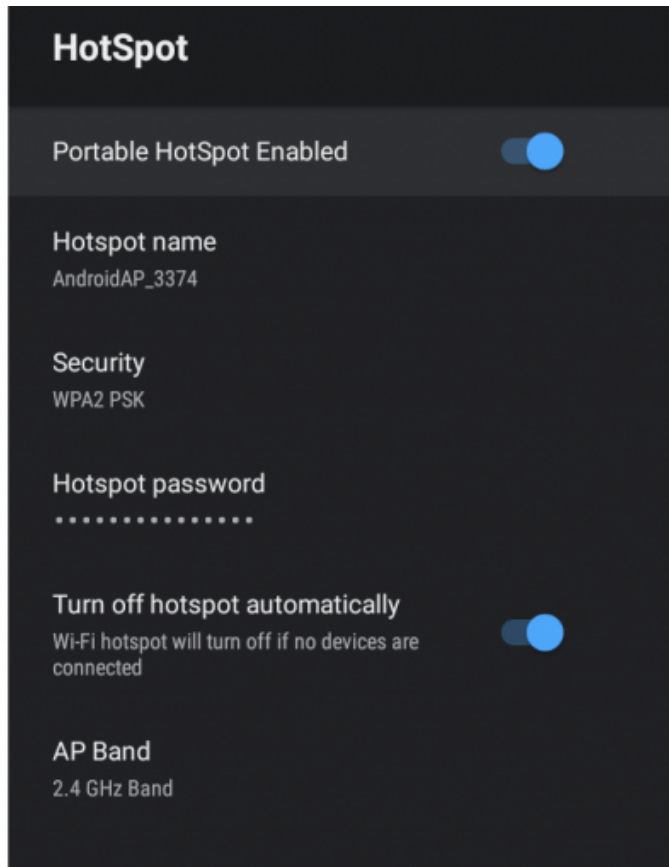 HotSpot
Portable HotSpot Enabled
Hotspot name
AndroidAP_3374
Security
WPA2 PSK
Hotspot password
•••••••••••••••
Turn off hotspot automatically
Wi-Fi hotspot will turn off if no devices are
connected
AP Band
2.4 GHz Band